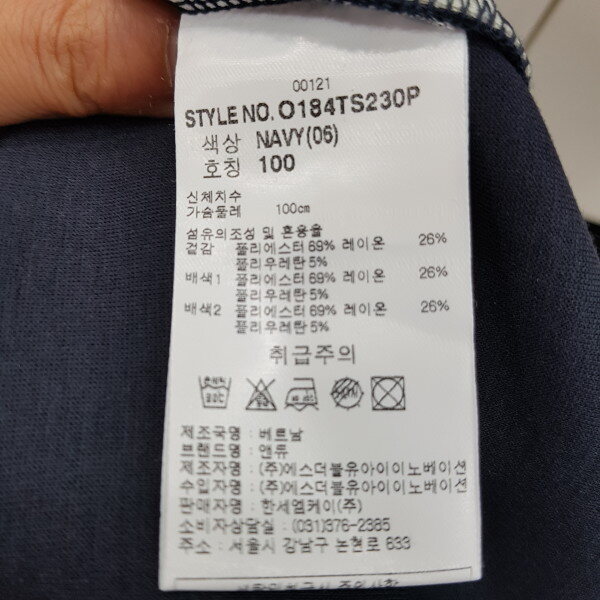 00121
STYLE NO. O184TS230P
색상 NAVY(06)
호칭 100
신체치수
가슴둘레 100cm
섬유의조성 및 혼용율
겉감 폴리에스터 69% 레이온 26%
폴리우레탄 5%
배색1 폴리에스터 69% 레이온 26%
폴리우레탄 5%
배색2 폴리에스터 69% 레이온 26%
폴리우레탄 5%
취급주의
제조국명 : 베트남
브랜드명 : 앤듀
제조자명 : (주)에스더블유아이이노베이션
수입자명 : (주)에스더블유아이이노베이션
판매자명 : 한세엠케이(주)
소비자상담실 : (031)376-2385
주소 : 서울시 강남구 논현로 633